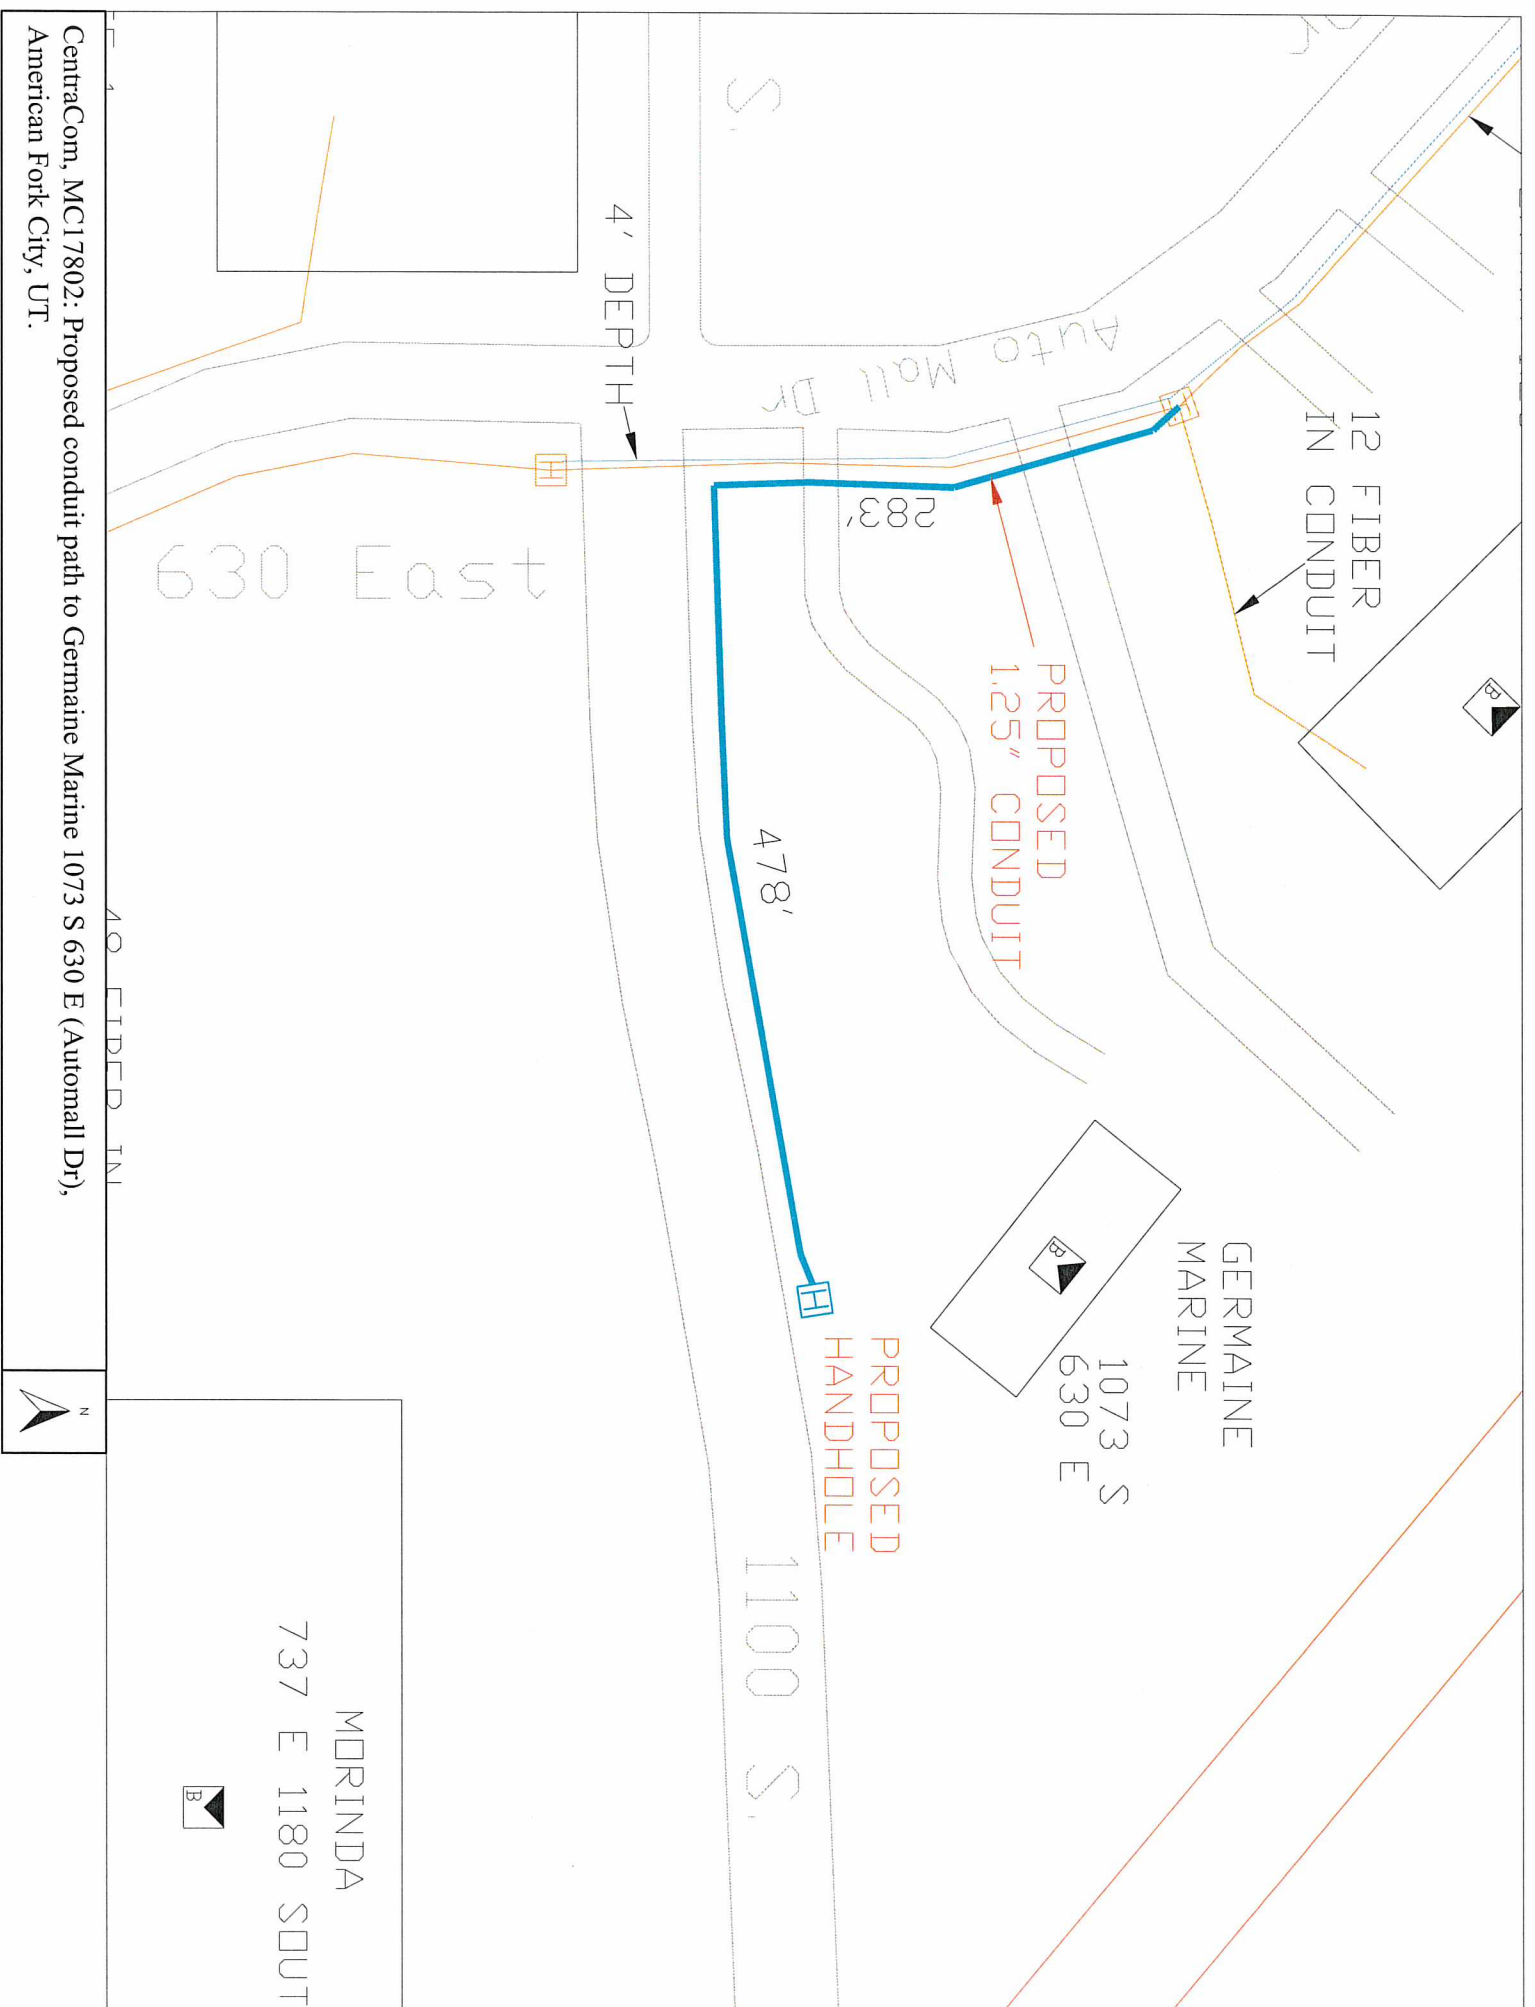 12 FIBER
IN CONDUIT
Auto Mall Dr
S.
4' DEPTH
283'
PROPOSED
1.25" CONDUIT
630 East
478'
B
GERMAINE
MARINE
1073 S
630 E
B
H
H
H
PROPOSED
HANDHOLE
1100 S.
MORINDA
737 E 1180 SOUT
B
CentraCom, MC17802: Proposed conduit path to Germaine Marine 1073 S 630 E (Automall Dr),
American Fork City, UT.
N